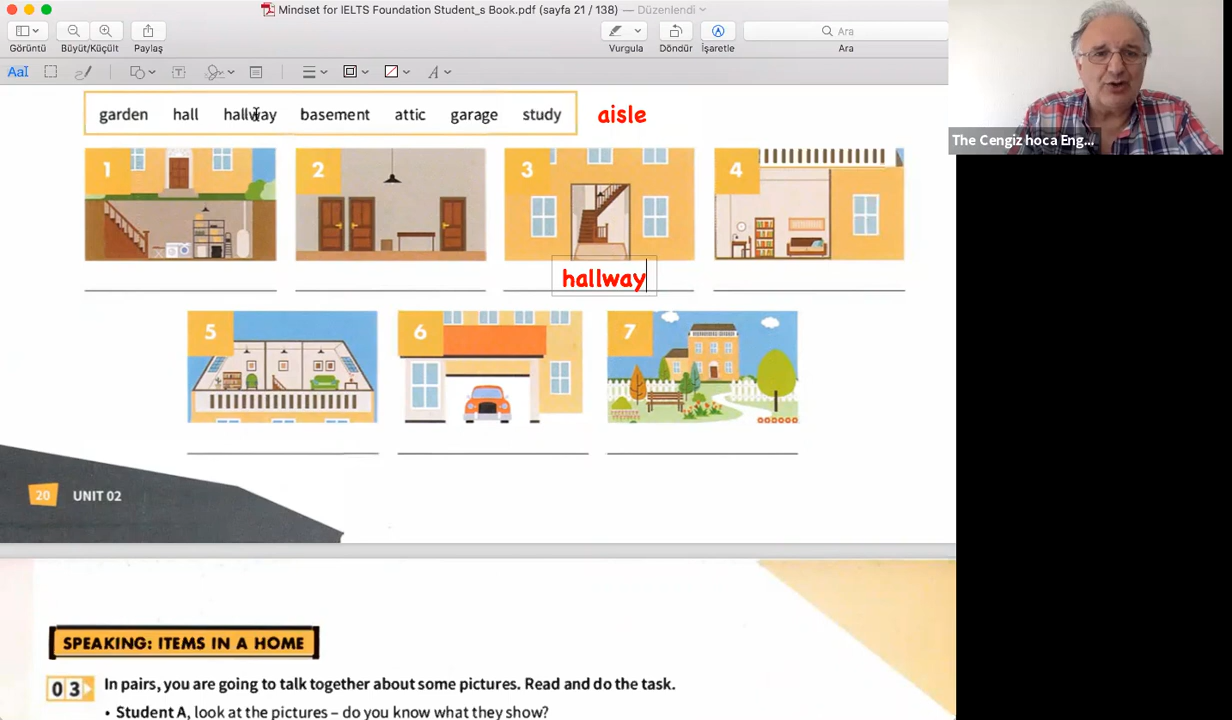 Mindset for IELTS Foundation Student_s Book.pdf (sayfa 21 / 138) — Düzenlendi
Görüntü
Büyüt/Küçült
Paylaş
Vurgula
Döndür
İşaretle
Ara
Ara
AaI
T
A
The Cengiz hoca Eng...
garden hall hallway basement attic garage study aisle
1
2
3
4
hallway
5
6
7
20 UNIT 02
SPEAKING: ITEMS IN A HOME
03 In pairs, you are going to talk together about some pictures. Read and do the task.
• Student A, look at the pictures – do you know what they show?